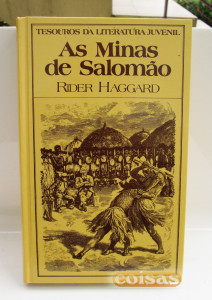 TESOUROS DA LITERATURA JUVENIL
As Minas
de Salomão
RIDER HAGGARD
coisas